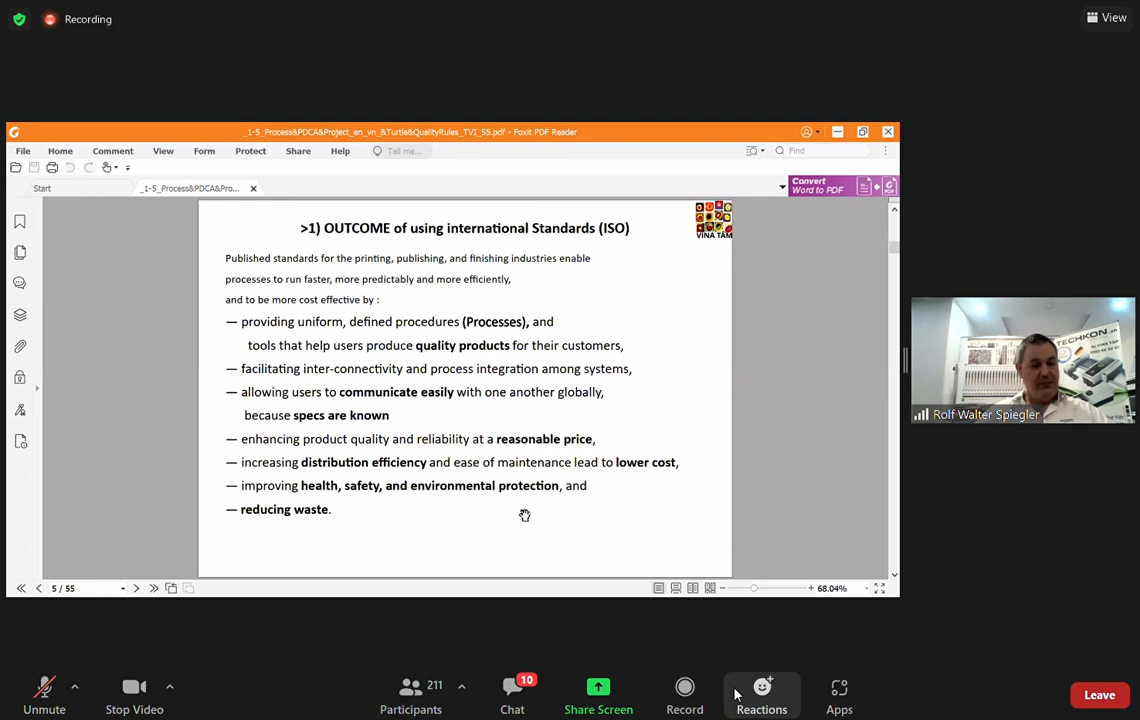 Recording
View
_1-5_Process&PDCA&Project_en_vn_&Turtle&QualityRules_TVI_55.pdf - Foxit PDF Reader
File Home Comment View Form Protect Share Help Tell me... Find
Start _1-5_Process&PDCA&Pro...
Convert
Word to PDF
>1) OUTCOME of using international Standards (ISO)
VINA TAM
Published standards for the printing, publishing, and finishing industries enable
processes to run faster, more predictably and more efficiently,
and to be more cost effective by :
— providing uniform, defined procedures (Processes), and
tools that help users produce quality products for their customers,
— facilitating inter-connectivity and process integration among systems,
— allowing users to communicate easily with one another globally,
because specs are known
— enhancing product quality and reliability at a reasonable price,
— increasing distribution efficiency and ease of maintenance lead to lower cost,
— improving health, safety, and environmental protection, and
— reducing waste.
5 / 55
68.04%
TECHKON
Rolf Walter Spiegler
211
10
Unmute Stop Video Participants Chat Share Screen Record Reactions Apps Leave